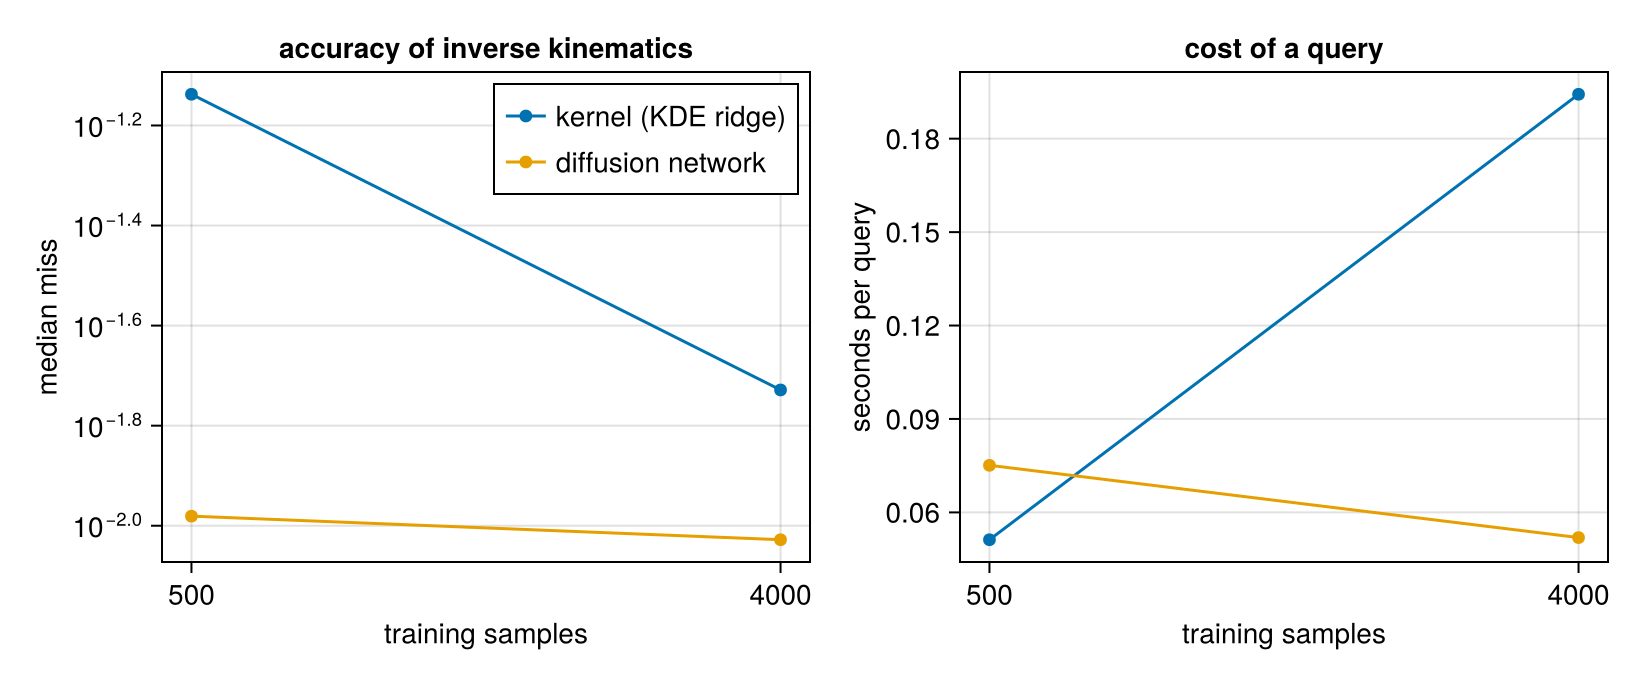 accuracy of inverse kinematics
kernel (KDE ridge)
diffusion network
median miss
10^−1.2
10^−1.4
10^−1.6
10^−1.8
10^−2.0
500
4000
training samples
cost of a query
seconds per query
0.18
0.15
0.12
0.09
0.06
500
4000
training samples